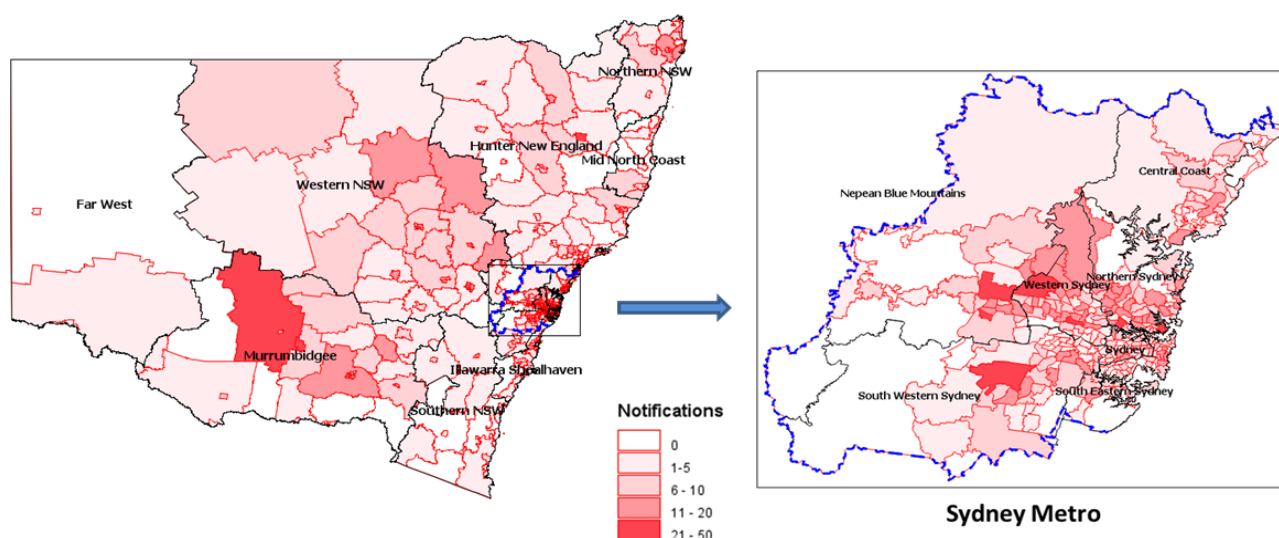 Northern NSW
Hunter New England
Mid North Coast
Western NSW
Far West
Murrumbidgee
Illawarra Shoalhaven
Southern NSW
Notifications
0
1-5
6 - 10
11 - 20
21 - 50
Central Coast
Nepean Blue Mountains
Northern Sydney
Western Sydney
Sydney
South Western Sydney
South Eastern Sydney
Sydney Metro